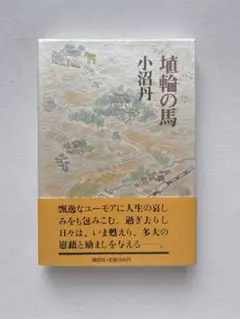 埴輪の馬
小沼丹
飄逸なユーモアに人生の哀し
みをも包みこむ。過ぎ去りし
日々は、いま甦えり、多大の
慰藉と励ましを与える――。